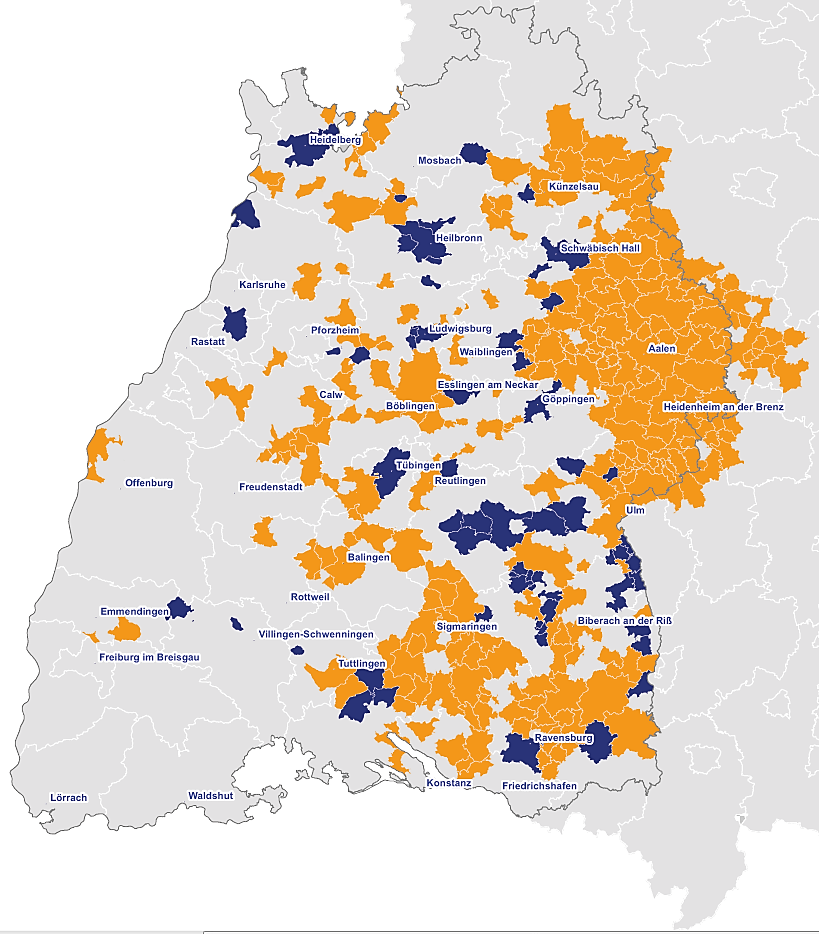 Heidelberg
Mosbach
Künzelsau
Heilbronn
Schwäbisch Hall
Karlsruhe
Pforzheim
Ludwigsburg
Rastatt
Waiblingen
Aalen
Esslingen am Neckar
Calw
Göppingen
Böblingen
Heidenheim an der Brenz
Tübingen
Offenburg
Freudenstadt
Reutlingen
Ulm
Balingen
Rottweil
Emmendingen
Biberach an der Riß
Sigmaringen
Villingen-Schwenningen
Freiburg im Breisgau
Tuttlingen
Ravensburg
Konstanz
Friedrichshafen
Lörrach
Waldshut